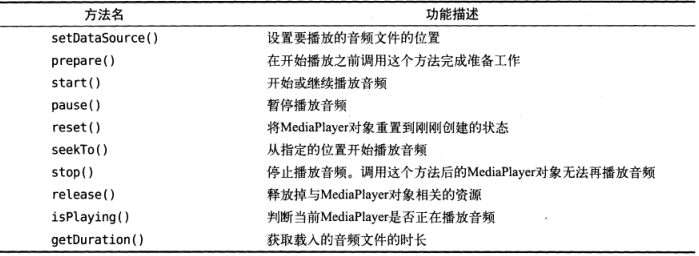 方法名 功能描述
setDataSource() 设置要播放的音频文件的位置
prepare() 在开始播放之前调用这个方法完成准备工作
start() 开始或继续播放音频
pause() 暂停播放音频
reset() 将MediaPlayer对象重置到刚刚创建的状态
seekTo() 从指定的位置开始播放音频
stop() 停止播放音频。调用这个方法后的MediaPlayer对象无法再播放音频
release() 释放掉与MediaPlayer对象相关的资源
isPlaying() 判断当前MediaPlayer是否正在播放音频
getDuration() 获取载入的音频文件的时长